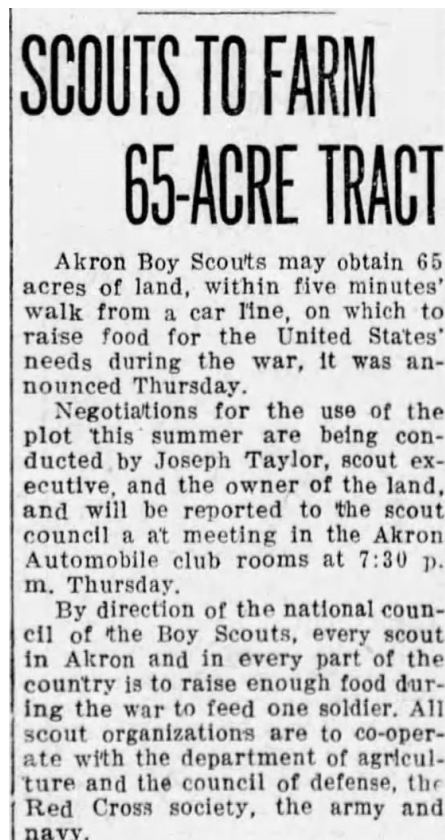 SCOUTS TO FARM
65-ACRE TRACT
Akron Boy Scouts may obtain 65
acres of land, within five minutes'
walk from a car line, on which to
raise food for the United States'
needs during the war, it was an-
nounced Thursday.
Negotiations for the use of the
plot this summer are being con-
ducted by Joseph Taylor, scout ex-
ecutive, and the owner of the land,
and will be reported to the scout
council a at meeting in the Akron
Automobile club rooms at 7:30 p.
m. Thursday.
By direction of the national coun-
cil of the Boy Scouts, every scout
in Akron and in every part of the
country is to raise enough food dur-
ing the war to feed one soldier. All
scout organizations are to co-oper-
ate with the department of agricul-
ture and the council of defense, the
Red Cross society, the army and
navy.